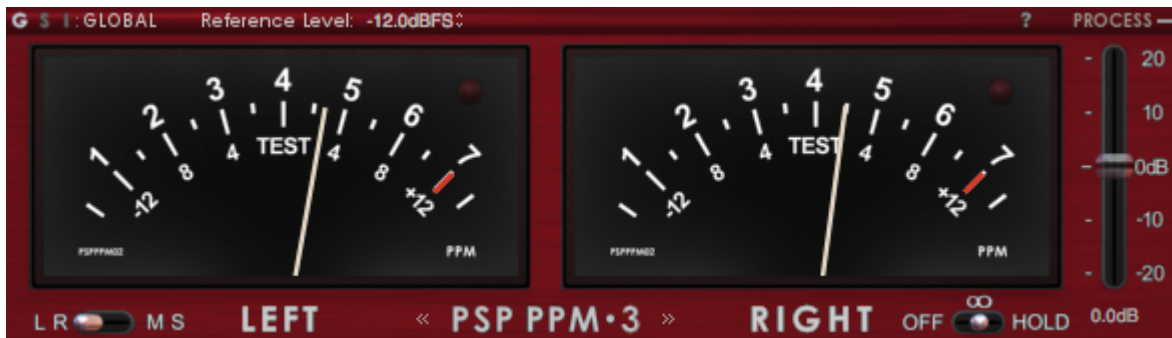 G S I : GLOBAL Reference Level: -12.0dBFS ? PROCESS
1 2 3 4 5 6 7
-12 8 4 TEST 4 8 +12
PSPPPM02 PPM
1 2 3 4 5 6 7
-12 8 4 TEST 4 8 +12
PSPPPM02 PPM
20
10
0dB
-10
-20
L R M S LEFT « PSP PPM•3 » RIGHT OFF ∞ HOLD 0.0dB